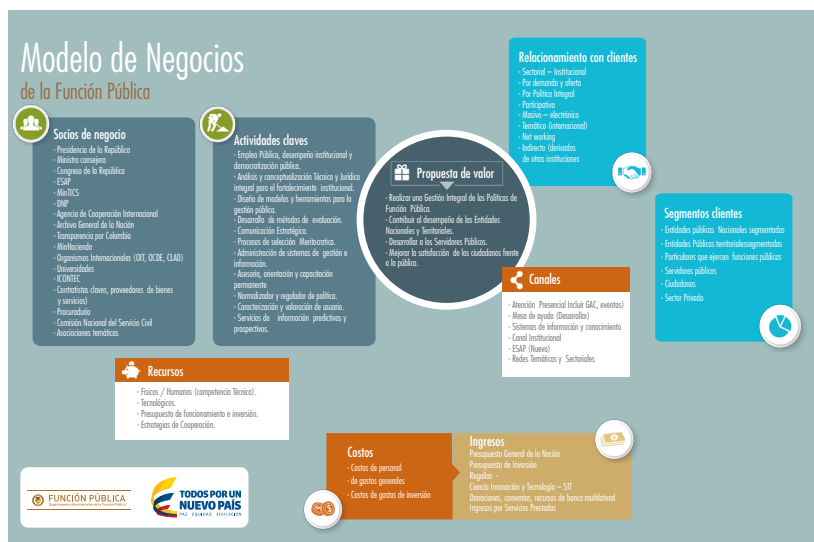 Modelo de Negocios
de la Función Pública
Socios de negocio
- Presidencia de la República
- Ministra consejera
- Congreso de la República
- ESAP
- MinTICS
- DNP
- Agencia de Cooperación Internacional
- Archivo General de la Nación
- Transparencia por Colombia
- MinHacienda
- Organismos Internacionales (OIT, OCDE, CLAD)
- Universidades
- ICONTEC
- Contratistas claves, proveedores de bienes
y servicios)
- Procuraduría
- Comisión Nacional del Servicio Civil
- Asociaciones temáticas
Actividades claves
- Empleo Público, desempeño institucional y
democratización pública.
- Análisis y conceptualización Técnico y Jurídico
integral para el fortalecimiento institucional.
- Diseño de modelos y herramientas para la
gestión pública.
- Desarrollo de métodos de evaluación.
- Comunicación Estratégica.
- Procesos de selección Meritocratica.
- Administración de sistemas de gestión e
información.
- Asesoría, orientación y capacitación
permanente
- Normalizador y regulador de política.
- Caracterización y valoración de usuario.
- Servicios de información predictivos y
prospectivos.
Propuesta de valor
- Realizar una Gestión Integral de las Políticas de
Función Pública.
- Contribuir al desempeño de las Entidades
Nacionales y Territoriales.
- Desarrollar a los Servidores Públicos.
- Mejorar la satisfacción de los ciudadanos frente
a lo público.
Relacionamiento con clientes
- Sectorial – Institucional
- Por demanda y oferta
- Por Política Integral
- Participativo
- Masivo – electrónico
- Temático (internacional)
- Net working
- Indirecto (derivados
de otras instituciones
Segmentos clientes
- Entidades públicas Nacionales segmentadas
- Entidades Públicas territorialessegmentadas
- Particulares que ejercen funciones públicas
- Servidores públicos
- Ciudadanos
- Sector Privado
Canales
- Atención Presencial Incluir GAC, eventos)
- Mesa de ayuda (Desarrollar)
- Sistemas de información y conocimiento
- Canal Institucional
- ESAP (Nuevo)
- Redes Temáticas y Sectoriales
Recursos
- Físicos / Humanos (competencia Técnica).
- Tecnológicos.
- Presupuesto de funcionamiento e inversión.
- Estrategias de Cooperación.
Costos
- Costos de personal
- de gastos generales
- Costos de gastos de inversión
Ingresos
Presupuesto General de la Nación
Presupuesto de Inversión
Regalías -
Ciencia Innovación y Tecnología – SIT
Donaciones, convenios, recursos de banca multilateral
Ingresos por Servicios Prestados
FUNCIÓN PÚBLICA
Departamento Administrativo de la Función Pública
TODOS POR UN
NUEVO PAÍS
PAZ EQUIDAD EDUCACIÓN